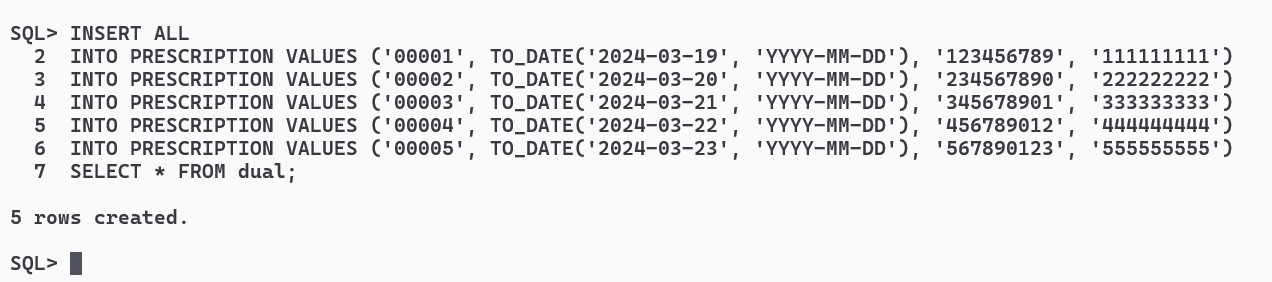 SQL> INSERT ALL
  2  INTO PRESCRIPTION VALUES ('00001', TO_DATE('2024-03-19', 'YYYY-MM-DD'), '123456789', '111111111')
  3  INTO PRESCRIPTION VALUES ('00002', TO_DATE('2024-03-20', 'YYYY-MM-DD'), '234567890', '222222222')
  4  INTO PRESCRIPTION VALUES ('00003', TO_DATE('2024-03-21', 'YYYY-MM-DD'), '345678901', '333333333')
  5  INTO PRESCRIPTION VALUES ('00004', TO_DATE('2024-03-22', 'YYYY-MM-DD'), '456789012', '444444444')
  6  INTO PRESCRIPTION VALUES ('00005', TO_DATE('2024-03-23', 'YYYY-MM-DD'), '567890123', '555555555')
  7  SELECT * FROM dual;
5 rows created.
SQL>